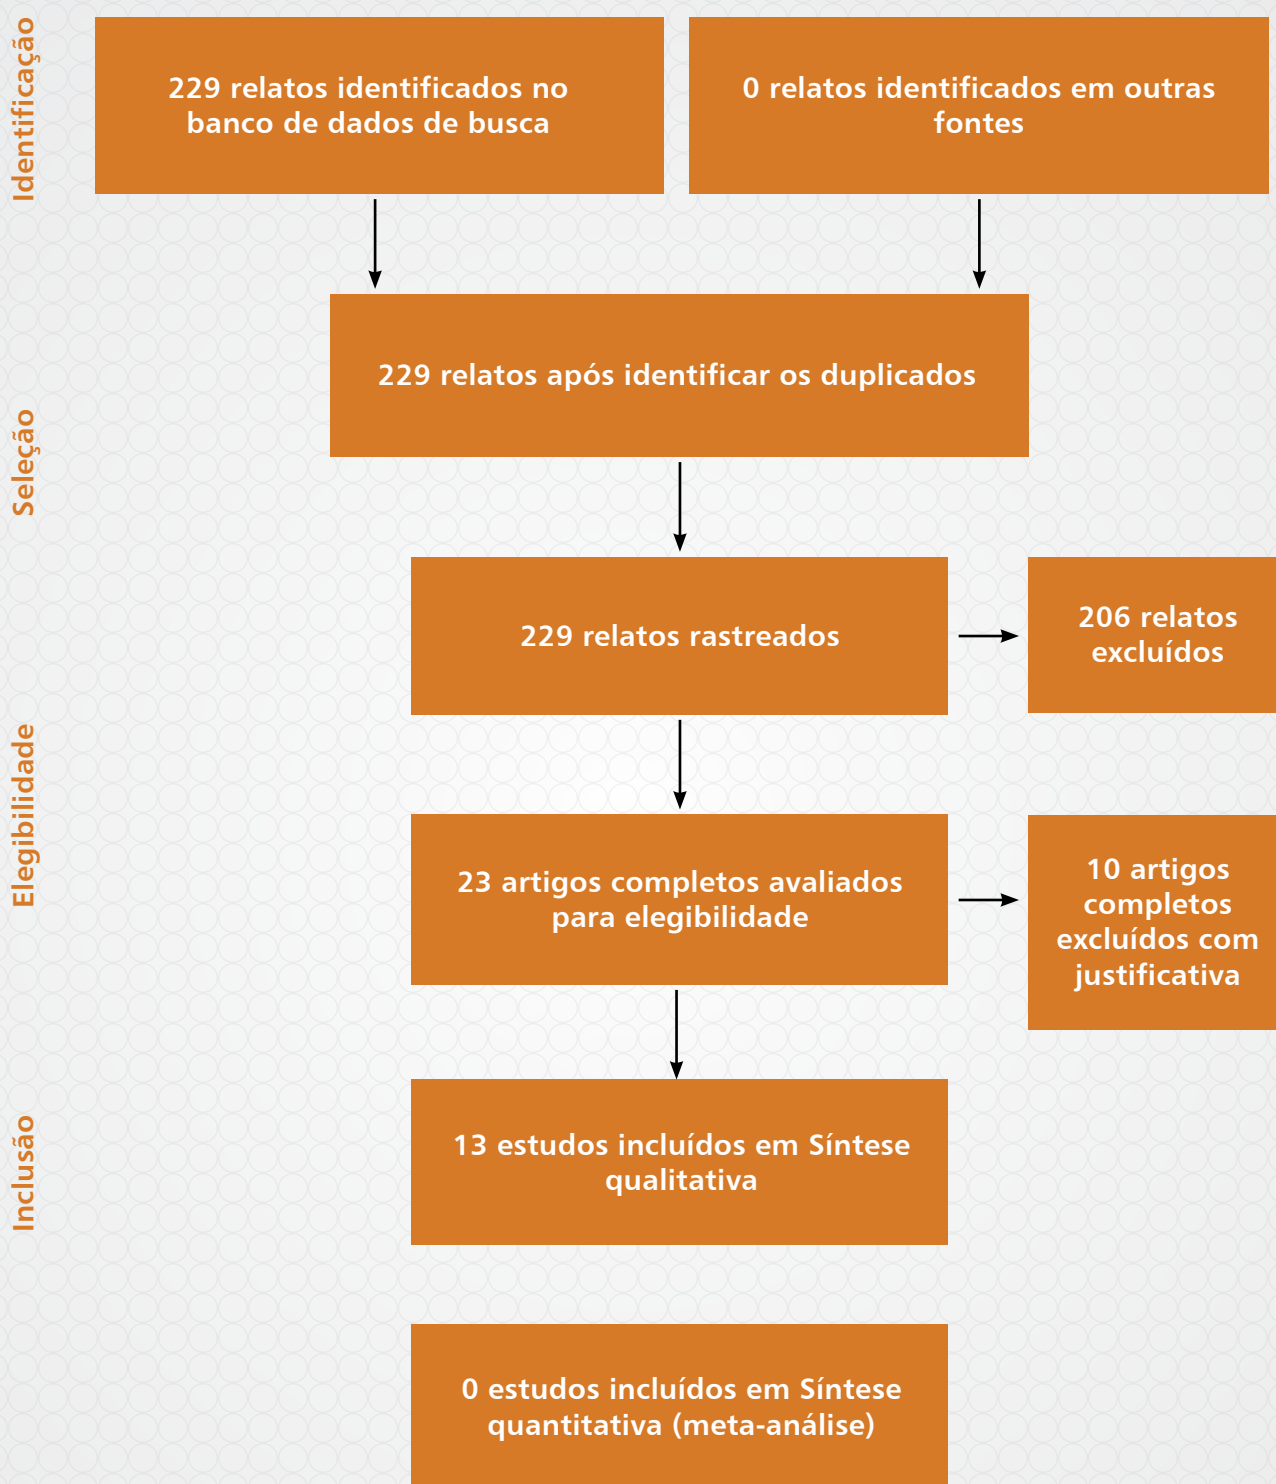 Identificação
229 relatos identificados no
banco de dados de busca
0 relatos identificados em outras
fontes
229 relatos após identificar os duplicados
Seleção
229 relatos rastreados
206 relatos
excluídos
Elegibilidade
23 artigos completos avaliados
para elegibilidade
10 artigos
completos
excluídos com
justificativa
Inclusão
13 estudos incluídos em Síntese
qualitativa
0 estudos incluídos em Síntese
quantitativa (meta-análise)